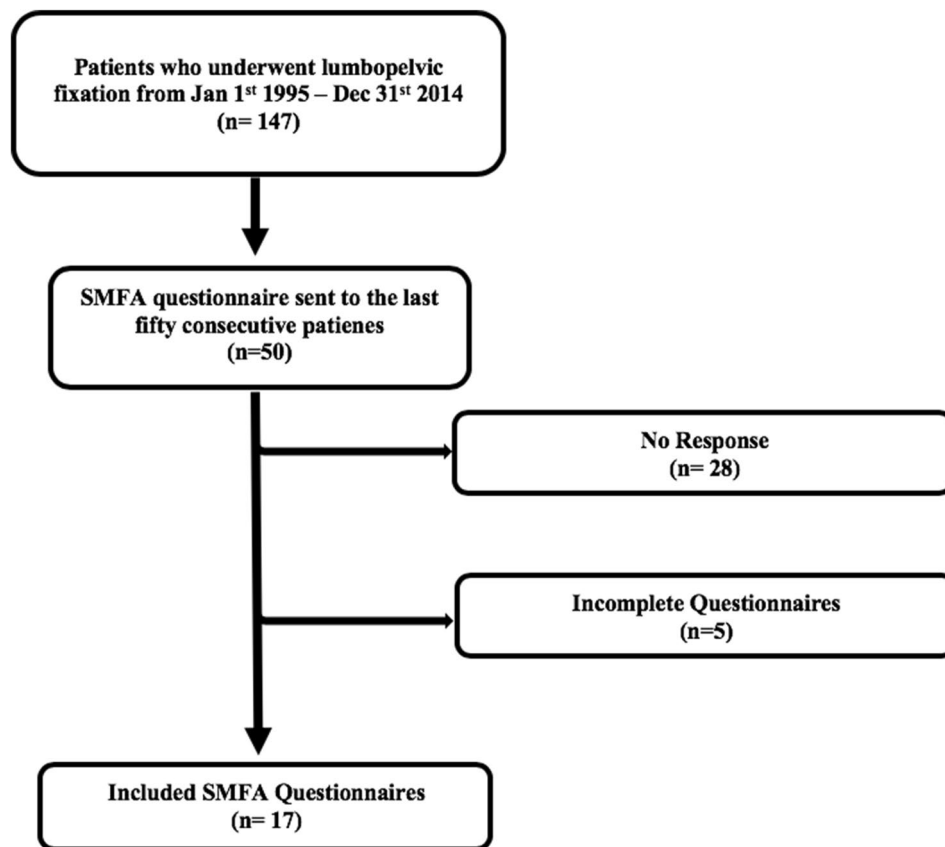 Patients who underwent lumbopelvic
fixation from Jan 1st 1995 – Dec 31st 2014
(n= 147)
SMFA questionnaire sent to the last
fifty consecutive patienes
(n=50)
No Response
(n= 28)
Incomplete Questionnaires
(n=5)
Included SMFA Questionnaires
(n= 17)